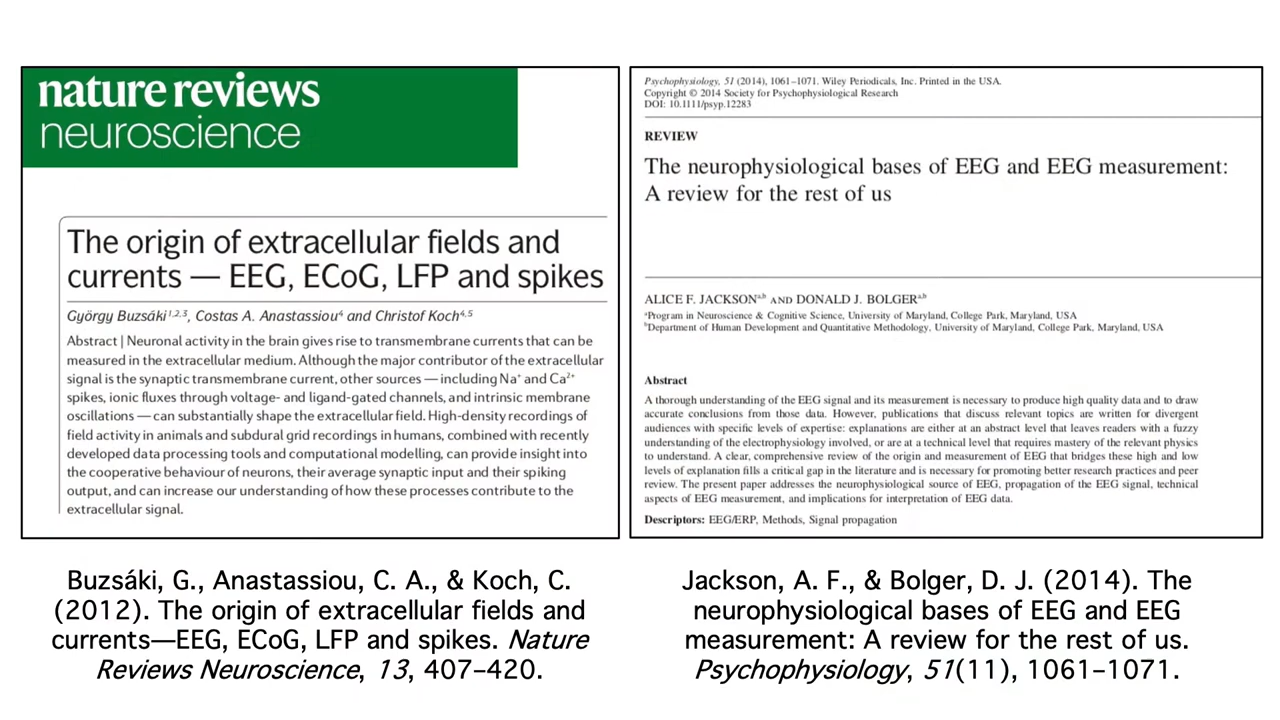 nature reviews
neuroscience
The origin of extracellular fields and
currents — EEG, ECoG, LFP and spikes
György Buzsáki¹,²,³, Costas A. Anastassiou⁴ and Christof Koch⁴,⁵
Abstract | Neuronal activity in the brain gives rise to transmembrane currents that can be
measured in the extracellular medium. Although the major contributor of the extracellular
signal is the synaptic transmembrane current, other sources — including Na⁺ and Ca²⁺
spikes, ionic fluxes through voltage- and ligand-gated channels, and intrinsic membrane
oscillations — can substantially shape the extracellular field. High-density recordings of
field activity in animals and subdural grid recordings in humans, combined with recently
developed data processing tools and computational modelling, can provide insight into
the cooperative behaviour of neurons, their average synaptic input and their spiking
output, and can increase our understanding of how these processes contribute to the
extracellular signal.
Buzsáki, G., Anastassiou, C. A., & Koch, C.
(2012). The origin of extracellular fields and
currents—EEG, ECoG, LFP and spikes. Nature
Reviews Neuroscience, 13, 407–420.
Psychophysiology, 51 (2014), 1061–1071. Wiley Periodicals, Inc. Printed in the USA.
Copyright © 2014 Society for Psychophysiological Research
DOI: 10.1111/psyp.12283
REVIEW
The neurophysiological bases of EEG and EEG measurement:
A review for the rest of us
ALICE F. JACKSONᵃ,ᵇ AND DONALD J. BOLGERᵃ,ᵇ
ᵃProgram in Neuroscience & Cognitive Science, University of Maryland, College Park, Maryland, USA
ᵇDepartment of Human Development and Quantitative Methodology, University of Maryland, College Park, Maryland, USA
Abstract
A thorough understanding of the EEG signal and its measurement is necessary to produce high quality data and to draw
accurate conclusions from those data. However, publications that discuss relevant topics are written for divergent
audiences with specific levels of expertise: explanations are either at an abstract level that leaves readers with a fuzzy
understanding of the electrophysiology involved, or are at a technical level that requires mastery of the relevant physics
to understand. A clear, comprehensive review of the origin and measurement of EEG that bridges these high and low
levels of explanation fills a critical gap in the literature and is necessary for promoting better research practices and peer
review. The present paper addresses the neurophysiological source of EEG, propagation of the EEG signal, technical
aspects of EEG measurement, and implications for interpretation of EEG data.
Descriptors: EEG/ERP, Methods, Signal propagation
Jackson, A. F., & Bolger, D. J. (2014). The
neurophysiological bases of EEG and EEG
measurement: A review for the rest of us.
Psychophysiology, 51(11), 1061–1071.